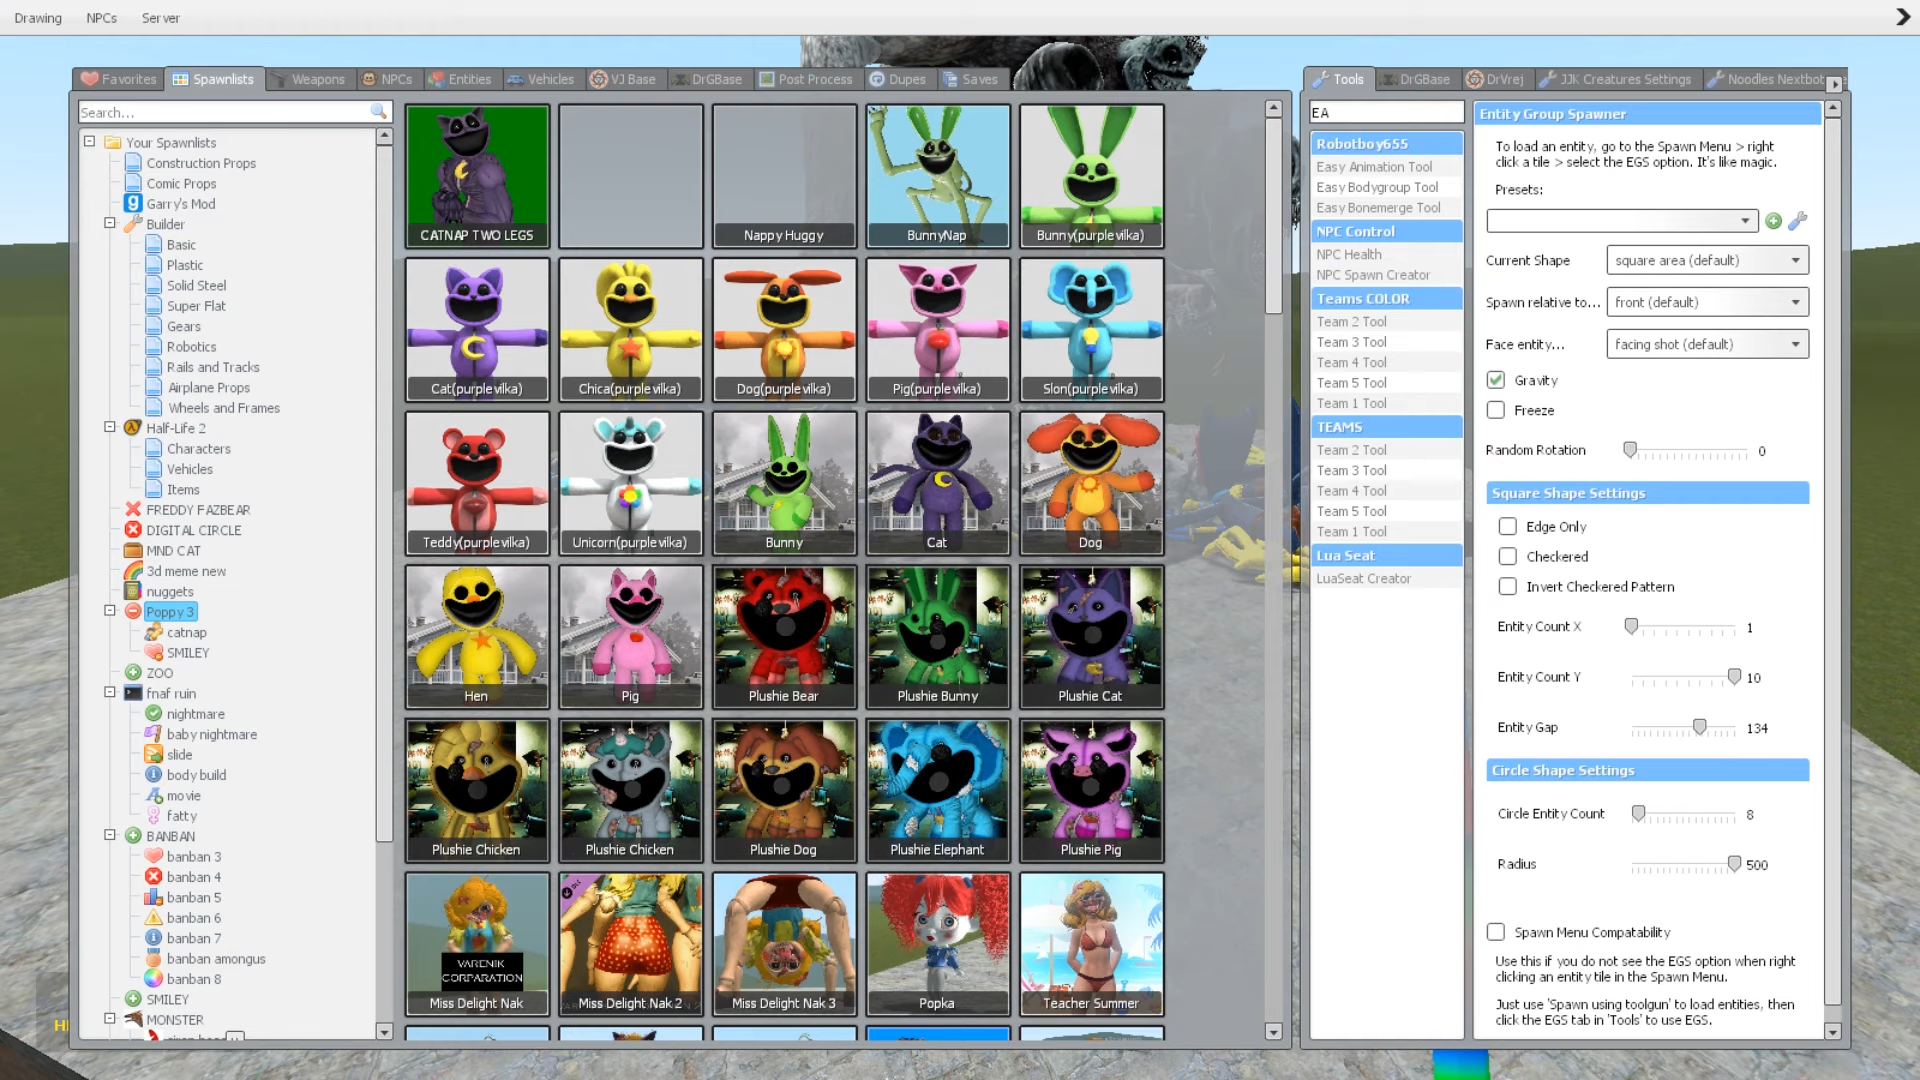 Drawing NPCs Server
Favorites Spawnlists Weapons NPCs Entities Vehicles VJ Base DrGBase Post Process Dupes Saves
Search...
Your Spawnlists
Construction Props
Comic Props
Garry's Mod
Builder
Basic
Plastic
Solid Steel
Super Flat
Gears
Robotics
Rails and Tracks
Airplane Props
Wheels and Frames
Half-Life 2
Characters
Vehicles
Items
FREDDY FAZBEAR
DIGITAL CIRCLE
MND CAT
3d meme new
nuggets
Poppy 3
catnap
SMILEY
ZOO
fnaf ruin
nightmare
baby nightmare
slide
body build
movie
fatty
BANBAN
banban 3
banban 4
banban 5
banban 6
banban 7
banban amongus
banban 8
SMILEY
MONSTER
CATNAP TWO LEGS
Nappy Huggy
BunnyNap
Bunny(purplevilka)
Cat(purplevilka)
Chica(purplevilka)
Dog(purplevilka)
Pig(purplevilka)
Slon(purplevilka)
Teddy(purplevilka)
Unicorn(purplevilka)
Bunny
Cat
Dog
Hen
Pig
Plushie Bear
Plushie Bunny
Plushie Cat
Plushie Chicken
Plushie Chicken
Plushie Dog
Plushie Elephant
Plushie Pig
VARENIK
CORPARATION
Miss Delight Nak
DLC
Miss Delight Nak 2
Miss Delight Nak 3
Popka
Teacher Summer
Tools DrGBase DrVrej JJK Creatures Settings Noodles Nextbot
EA
Robotboy655
Easy Animation Tool
Easy Bodygroup Tool
Easy Bonemerge Tool
NPC Control
NPC Health
NPC Spawn Creator
Teams COLOR
Team 2 Tool
Team 3 Tool
Team 4 Tool
Team 5 Tool
Team 1 Tool
TEAMS
Team 2 Tool
Team 3 Tool
Team 4 Tool
Team 5 Tool
Team 1 Tool
Lua Seat
LuaSeat Creator
Entity Group Spawner
To load an entity, go to the Spawn Menu > right
click a tile > select the EGS option. It's like magic.
Presets:
Current Shape square area (default)
Spawn relative to... front (default)
Face entity... facing shot (default)
Gravity
Freeze
Random Rotation 0
Square Shape Settings
Edge Only
Checkered
Invert Checkered Pattern
Entity Count X 1
Entity Count Y 10
Entity Gap 134
Circle Shape Settings
Circle Entity Count 8
Radius 500
Spawn Menu Compatability
Use this if you do not see the EGS option when right
clicking an entity tile in the Spawn Menu.
Just use 'Spawn using toolgun' to load entities, then
click the EGS tab in 'Tools' to use EGS.